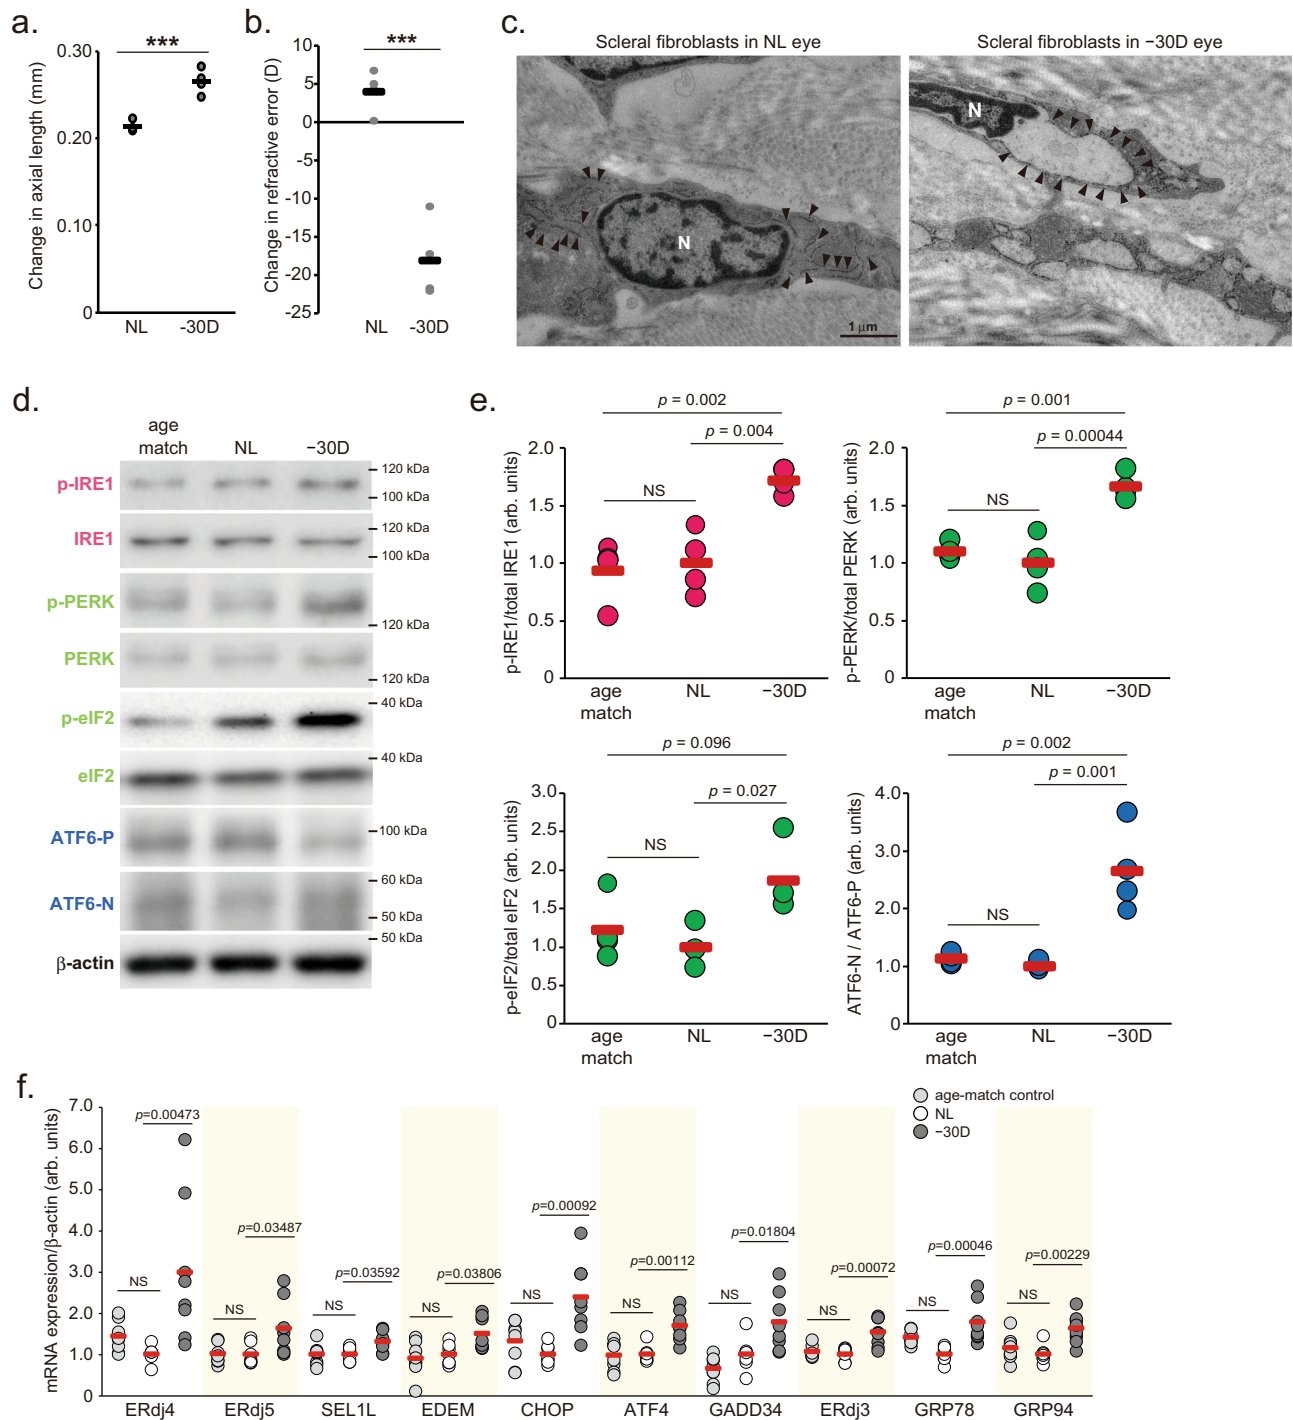 a.
***
0.30
0.20
0.10
0
Change in axial length (mm)
NL
-30D
b.
***
10
5
0
-5
-10
-15
-20
-25
Change in refractive error (D)
NL
-30D
c.
Scleral fibroblasts in NL eye
N
1 μm
Scleral fibroblasts in −30D eye
N
d.
age
match
NL
−30D
p-IRE1
120 kDa
100 kDa
IRE1
120 kDa
100 kDa
p-PERK
120 kDa
PERK
120 kDa
p-eIF2
40 kDa
eIF2
40 kDa
ATF6-P
100 kDa
ATF6-N
60 kDa
50 kDa
β-actin
50 kDa
e.
p = 0.002
p = 0.004
NS
2.0
1.5
1.0
0.5
0
p-IRE1/total IRE1 (arb. units)
age
match
NL
−30D
p = 0.001
p = 0.00044
NS
2.0
1.5
1.0
0.5
0
p-PERK/total PERK (arb. units)
age
match
NL
−30D
p = 0.096
p = 0.027
NS
3.0
2.5
2.0
1.5
1.0
0.5
0
p-eIF2/total eIF2 (arb. units)
age
match
NL
−30D
p = 0.002
p = 0.001
NS
4.0
3.0
2.0
1.0
0
ATF6-N / ATF6-P (arb. units)
age
match
NL
−30D
f.
age-match control
NL
−30D
7.0
6.0
5.0
4.0
3.0
2.0
1.0
0
mRNA expression/β-actin (arb. units)
p=0.00473
NS
p=0.03487
NS
p=0.03592
NS
p=0.03806
NS
p=0.00092
NS
p=0.00112
NS
p=0.01804
NS
p=0.00072
NS
p=0.00046
NS
p=0.00229
NS
ERdj4
ERdj5
SEL1L
EDEM
CHOP
ATF4
GADD34
ERdj3
GRP78
GRP94